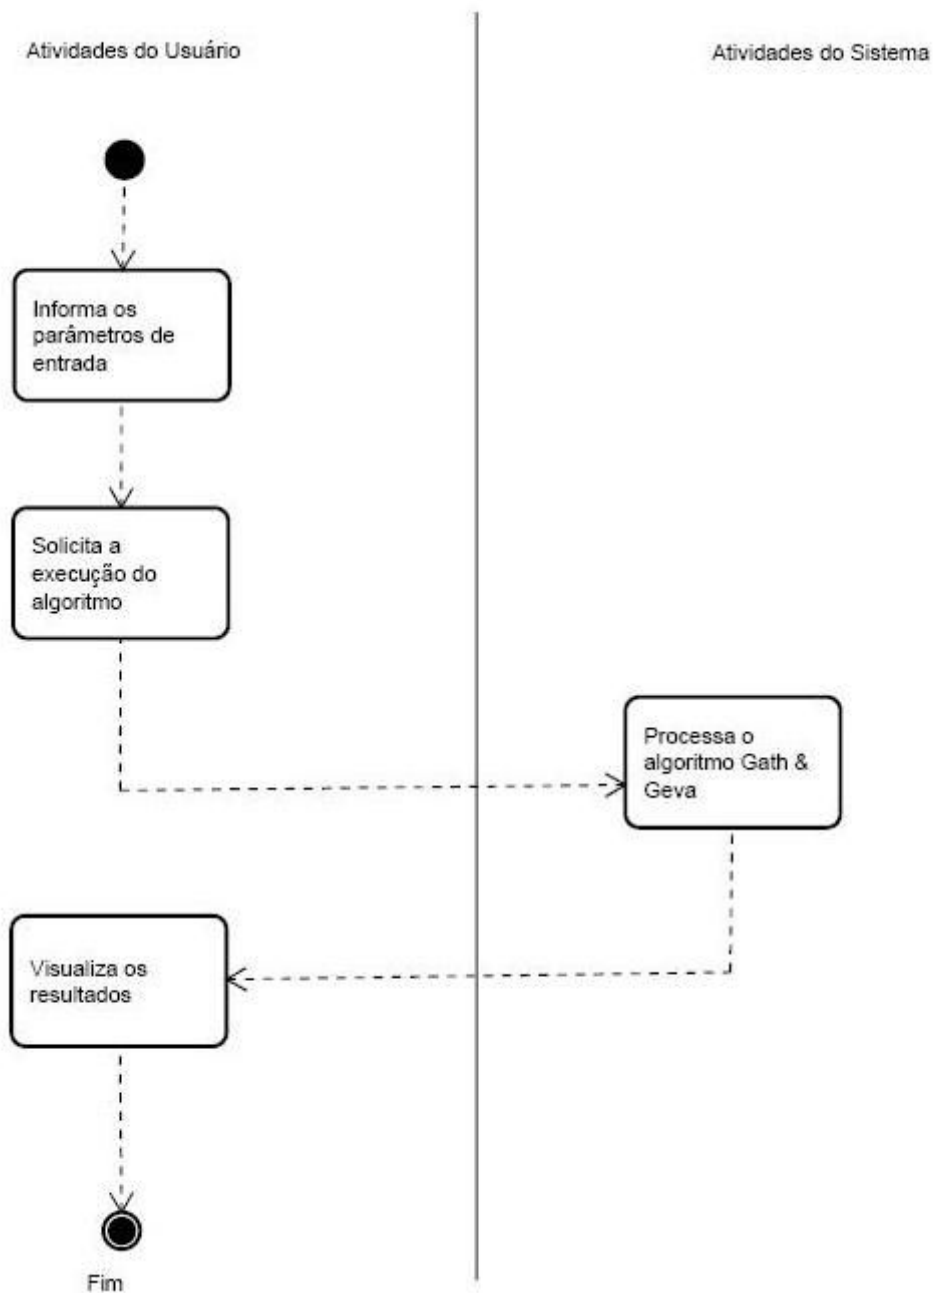 Atividades do Usuário
Atividades do Sistema
Informa os
parâmetros de
entrada
Solicita a
execução do
algoritmo
Processa o
algoritmo Gath &
Geva
Visualiza os
resultados
Fim